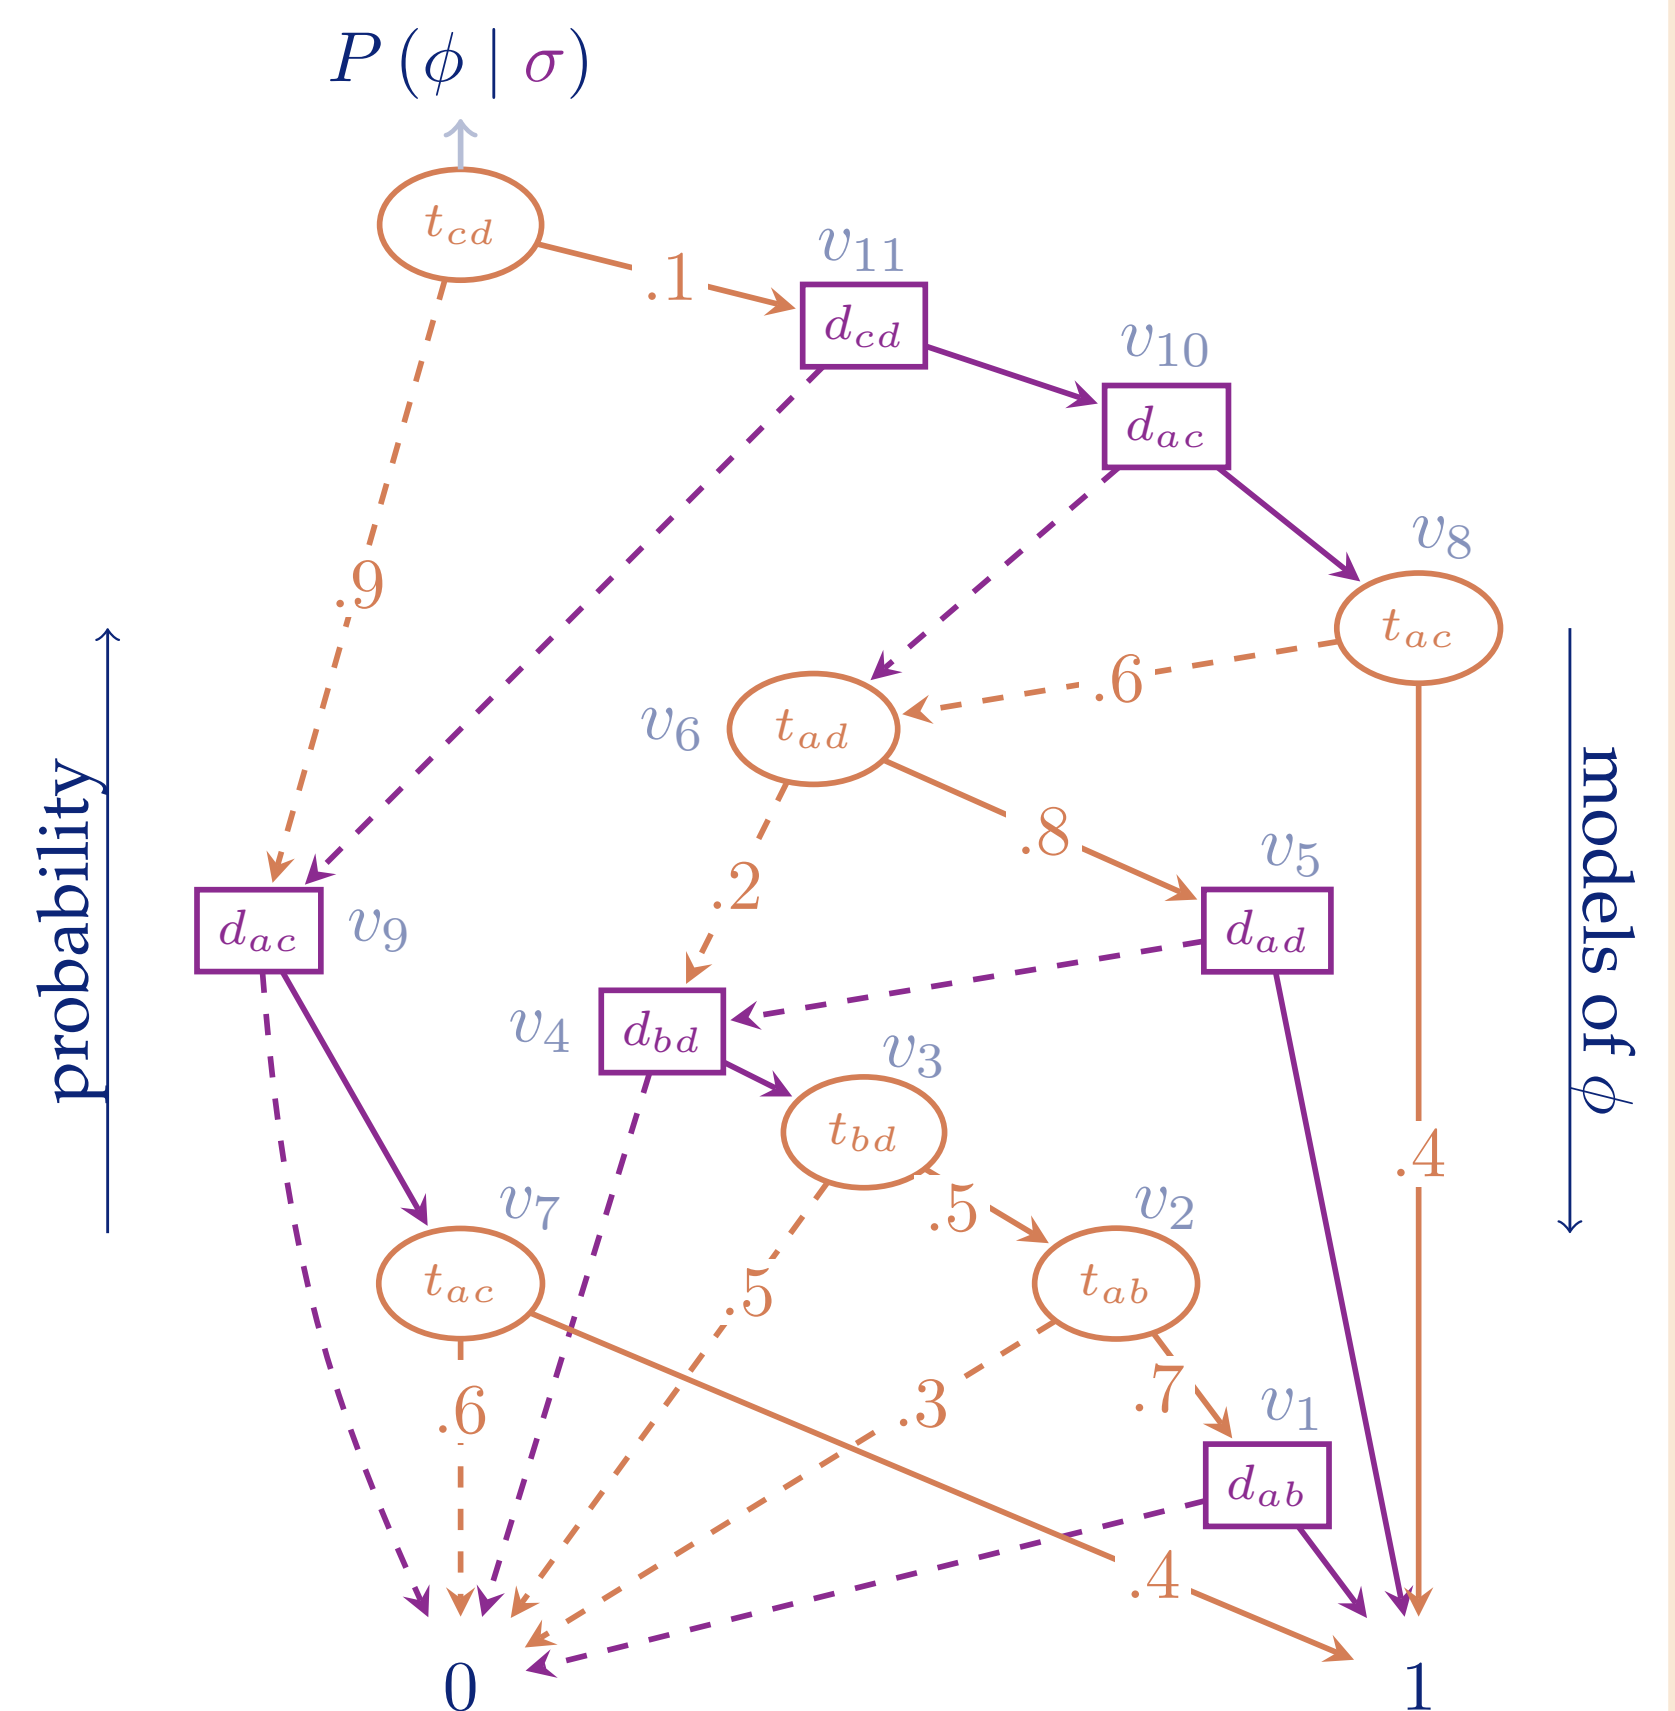 P (ϕ | σ)
t_cd
.1
v_11
d_cd
v_10
d_ac
v_8
t_ac
.9
.6
v_6
t_ad
.8
v_5
d_ad
.2
probability
models of ϕ
d_ac
v_9
v_4
d_bd
v_3
t_bd
.4
.5
v_7
t_ac
v_2
t_ab
.5
.6
.3
.7
v_1
d_ab
.4
0
1